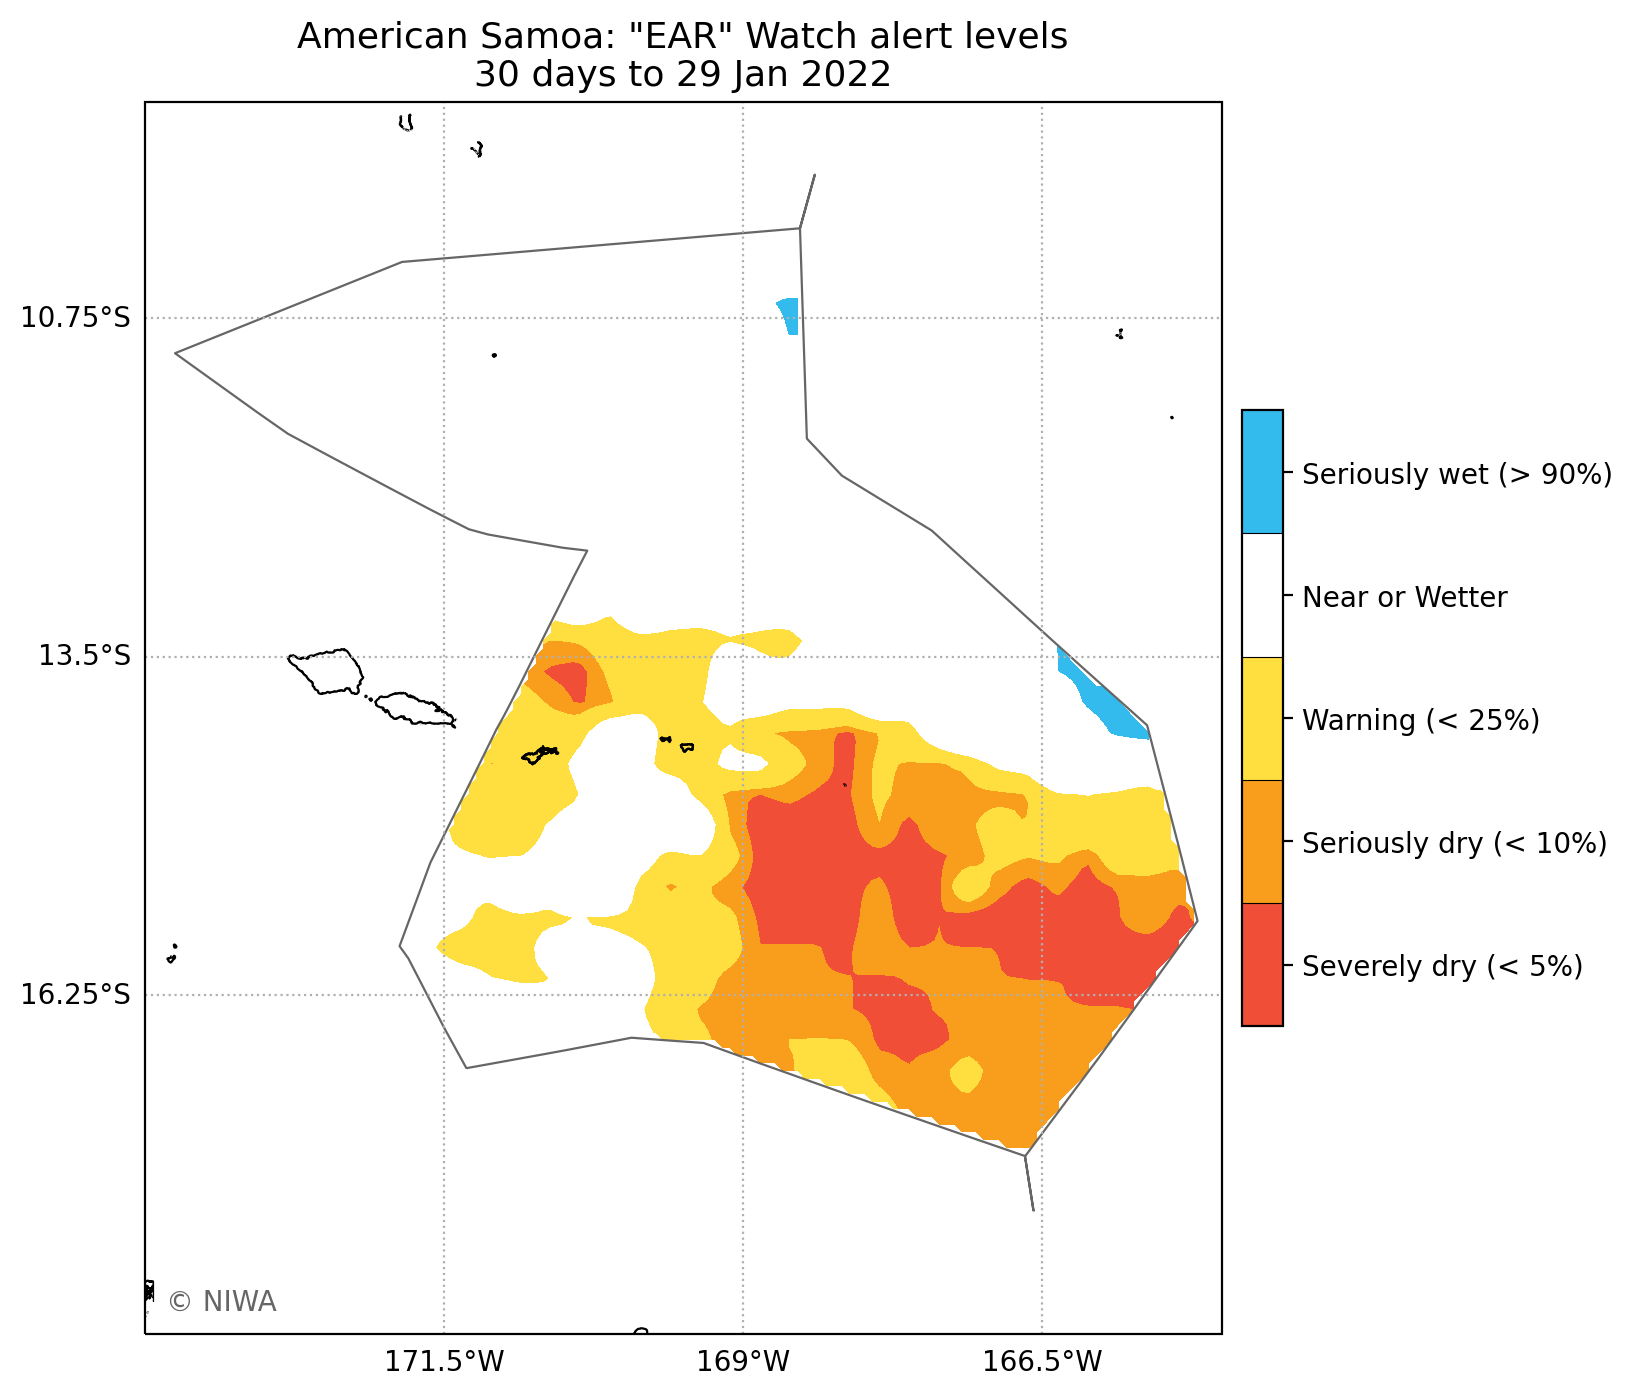 American Samoa: "EAR" Watch alert levels
30 days to 29 Jan 2022
10.75°S
13.5°S
16.25°S
171.5°W
169°W
166.5°W
Seriously wet (> 90%)
Near or Wetter
Warning (< 25%)
Seriously dry (< 10%)
Severely dry (< 5%)
© NIWA